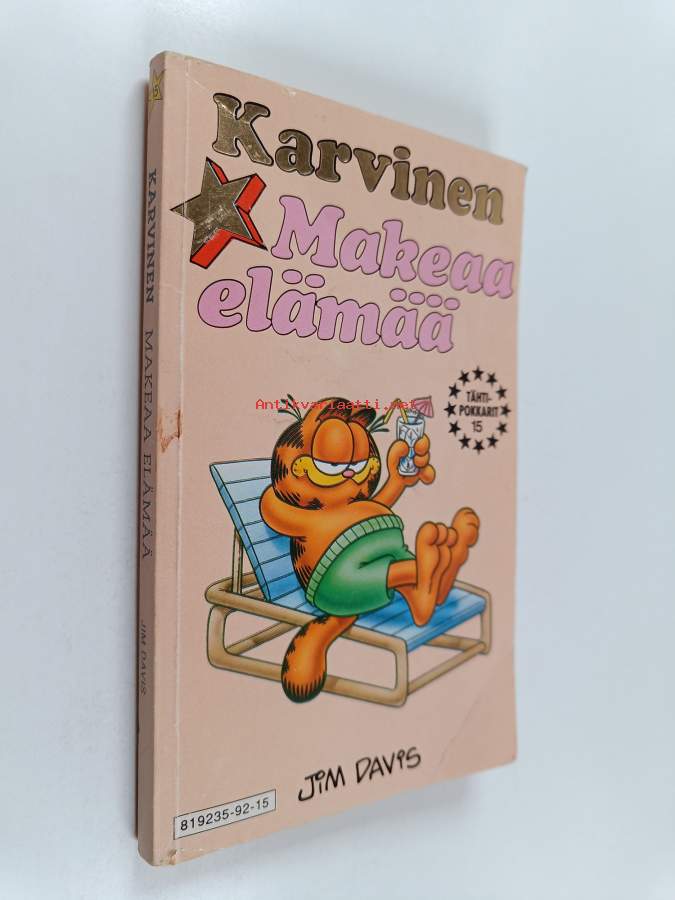 Karvinen
Makeaa
elämää
TÄHTI-
POKKARIT
15
Antikvariaatti.net
JIM DAVIS
819235-92-15
KARVINEN MAKEAA ELÄMÄÄ JIM DAVIS